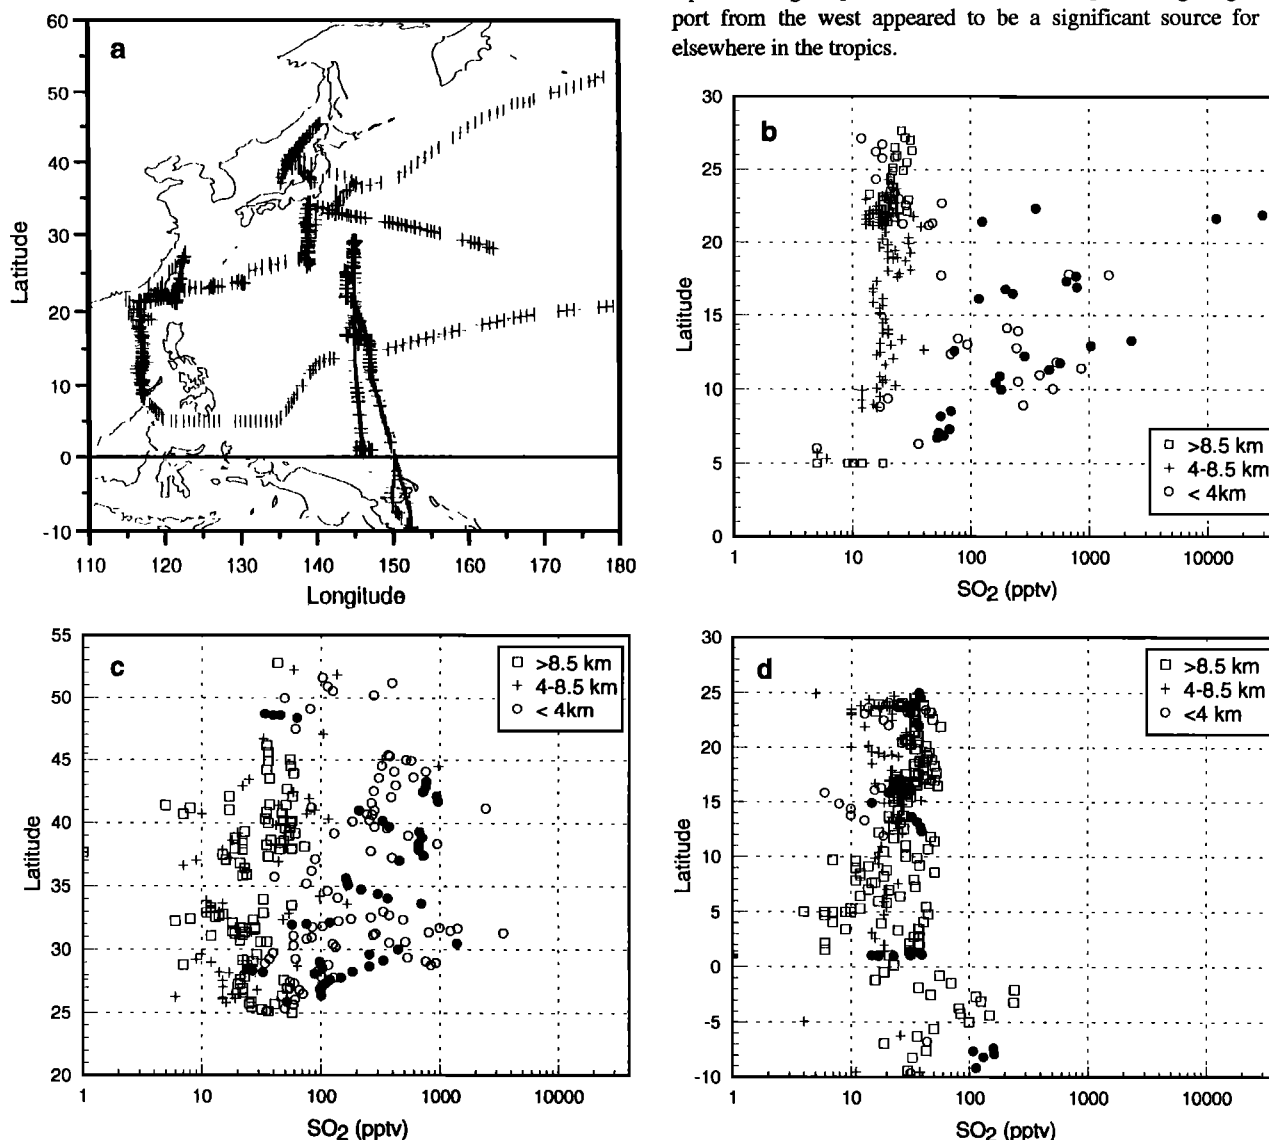 port from the west appeared to be a significant source for
elsewhere in the tropics.
a
60
50
40
30
20
10
0
-10
Latitude
110 120 130 140 150 160 170 180
Longitude
b
30
25
20
15
10
5
0
Latitude
>8.5 km
4-8.5 km
< 4km
1 10 100 1000 10000
SO2 (pptv)
c
55
50
45
40
35
30
25
20
Latitude
>8.5 km
4-8.5 km
< 4km
1 10 100 1000 10000
SO2 (pptv)
d
30
25
20
15
10
5
0
-5
-10
Latitude
>8.5 km
4-8.5 km
<4 km
1 10 100 1000 10000
SO2 (pptv)